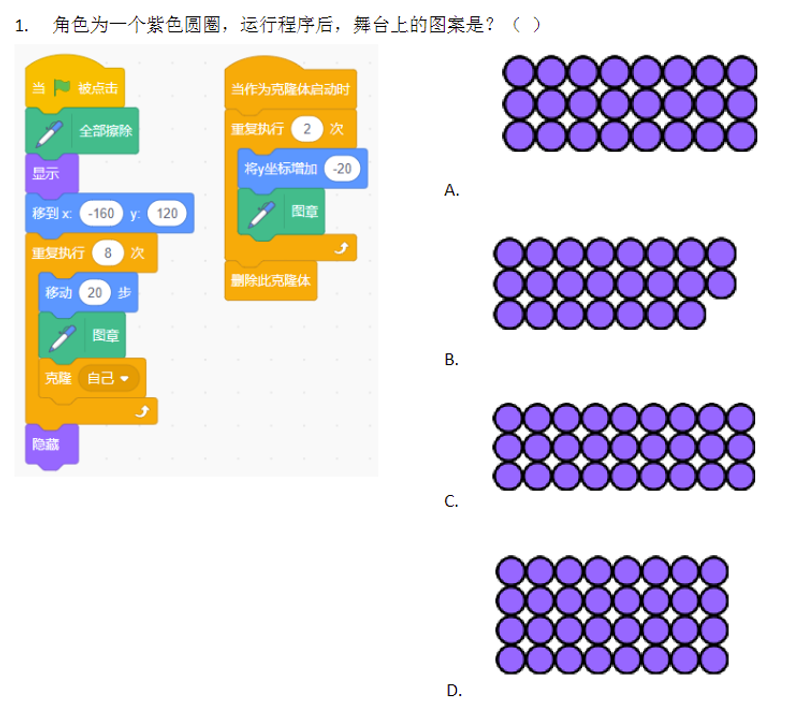 1. 角色为一个紫色圆圈，运行程序后，舞台上的图案是？（ ）
当 被点击
全部擦除
显示
移到 x: -160 y: 120
重复执行 8 次
移动 20 步
图章
克隆 自己
隐藏
当作为克隆体启动时
重复执行 2 次
将y坐标增加 -20
图章
删除此克隆体
A.
B.
C.
D.